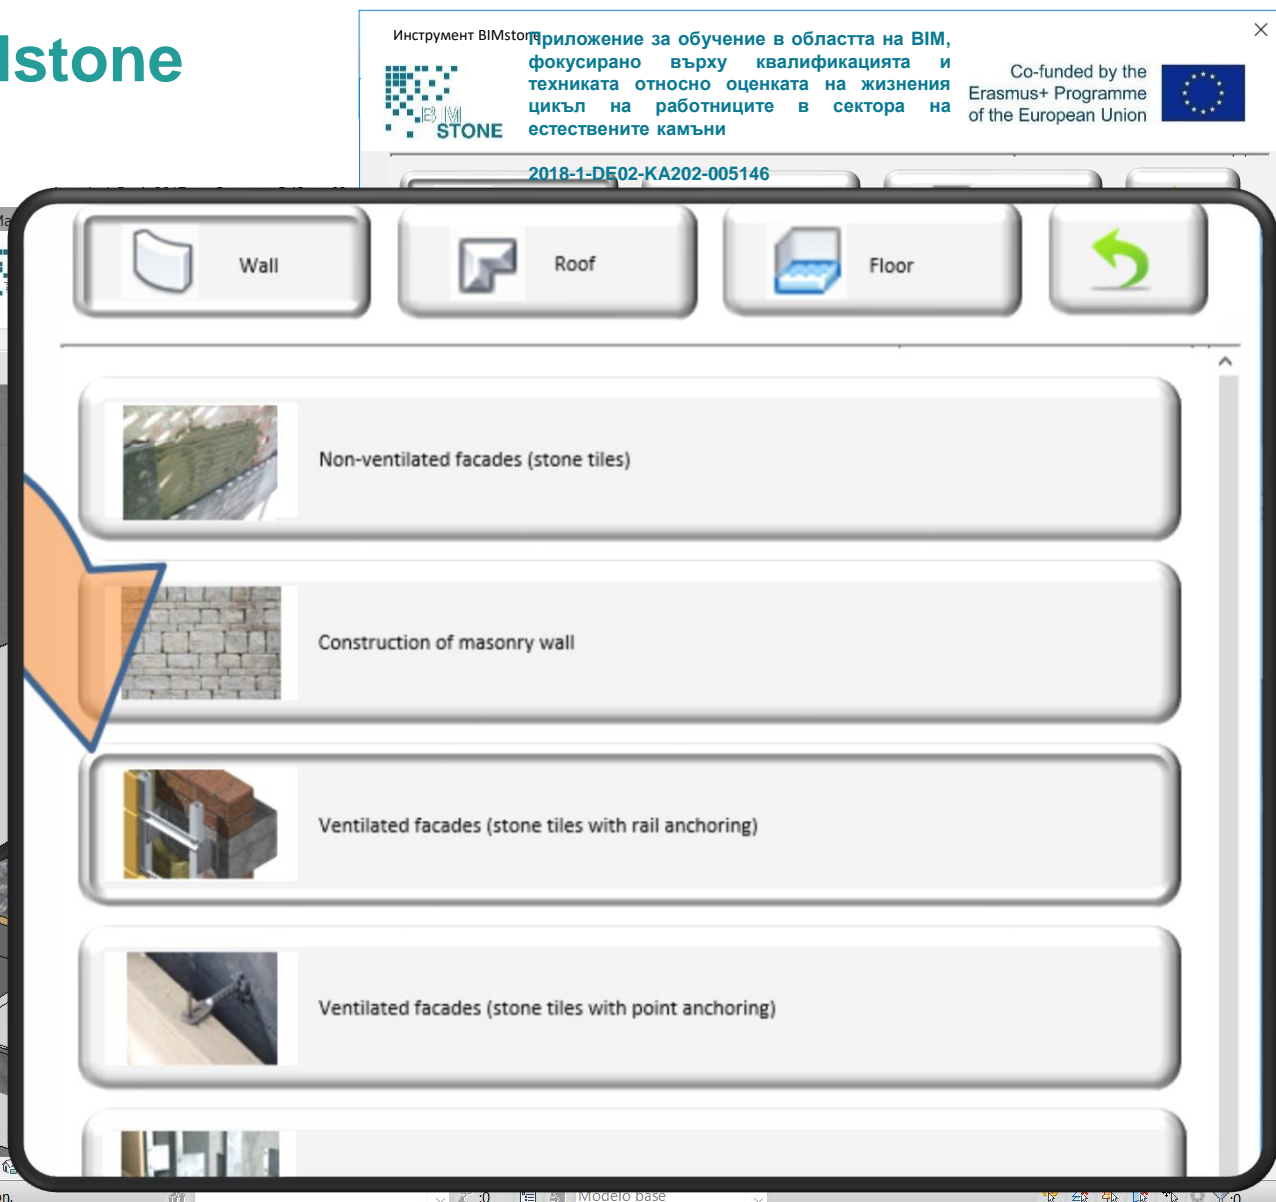 Istone
Инструмент BIMstone
Приложение за обучение в областта на BIM,
фокусирано върху квалификацията и
техниката относно оценката на жизнения
цикъл на работниците в сектора на
естествените камъни
2018-1-DE02-KA202-005146
BIM
STONE
Co-funded by the
Erasmus+ Programme
of the European Union
Wall
Roof
Floor
Non-ventilated facades (stone tiles)
Construction of masonry wall
Ventilated facades (stone tiles with rail anchoring)
Ventilated facades (stone tiles with point anchoring)
:0
Modelo base
:0